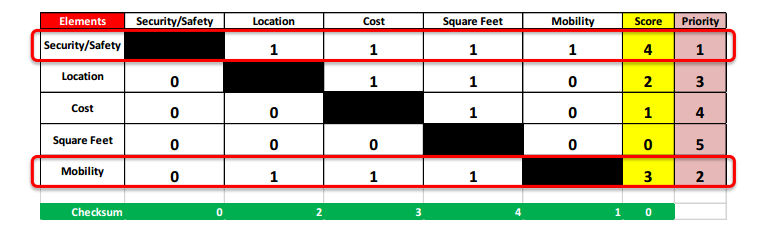 Elements Security/Safety Location Cost Square Feet Mobility Score Priority
Security/Safety 1 1 1 1 4 1
Location 0 1 1 0 2 3
Cost 0 0 1 0 1 4
Square Feet 0 0 0 0 0 5
Mobility 0 1 1 1 3 2
Checksum 0 2 3 4 1 0